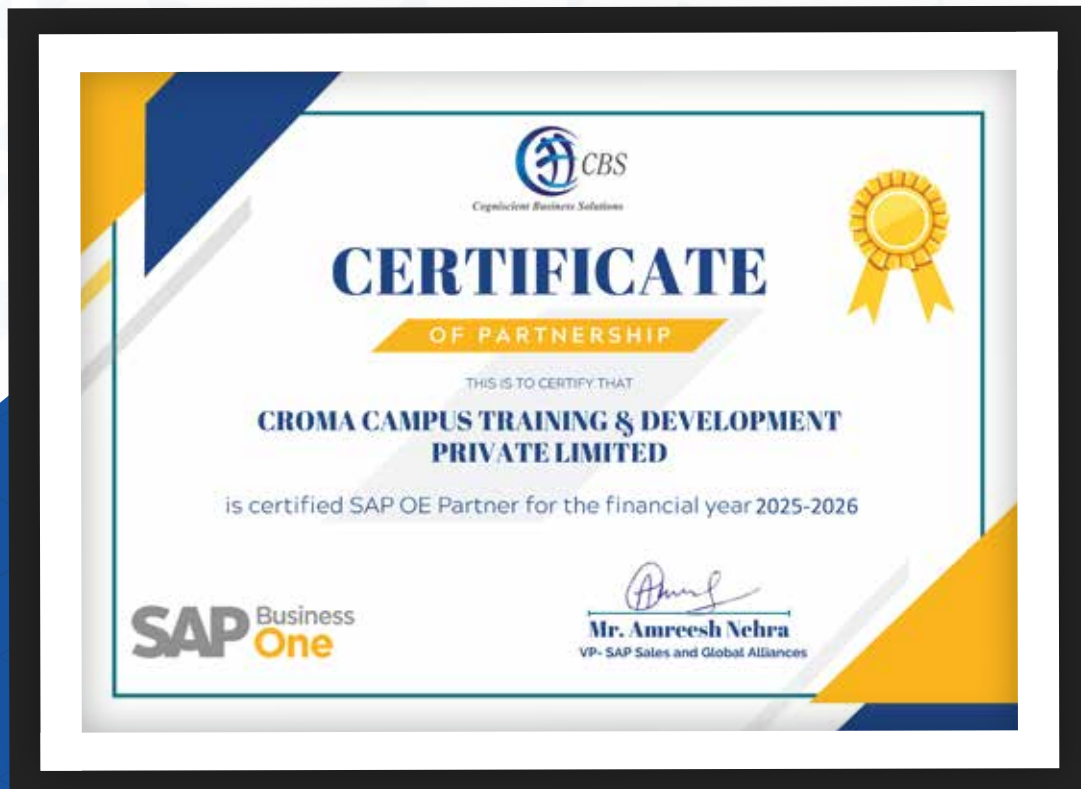 CBS
Cogniscient Business Solutions
CERTIFICATE
OF PARTNERSHIP
THIS IS TO CERTIFY THAT
CROMA CAMPUS TRAINING & DEVELOPMENT
PRIVATE LIMITED
is certified SAP OE Partner for the financial year 2025-2026
SAP Business One
Mr. Amreesh Nehra
VP- SAP Sales and Global Alliances